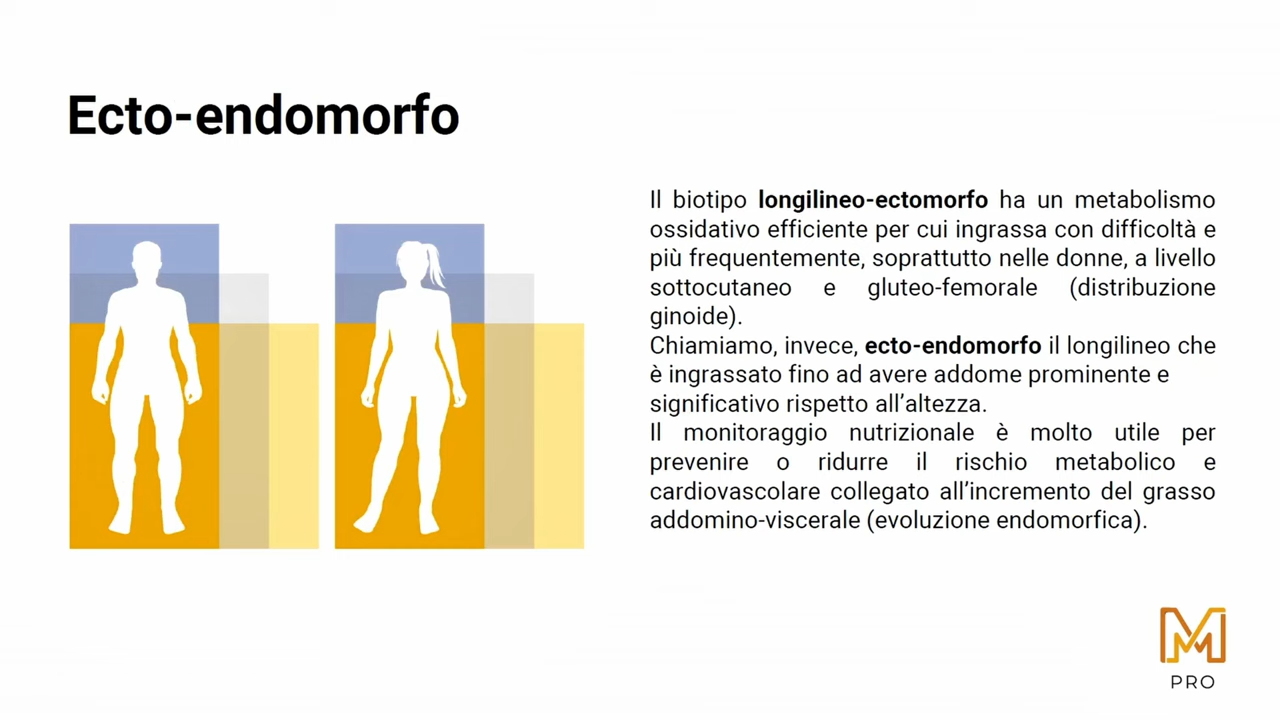 Ecto-endomorfo
Il biotipo longilineo-ectomorfo ha un metabolismo
ossidativo efficiente per cui ingrassa con difficoltà e
più frequentemente, soprattutto nelle donne, a livello
sottocutaneo e gluteo-femorale (distribuzione
ginoide).
Chiamiamo, invece, ecto-endomorfo il longilineo che
è ingrassato fino ad avere addome prominente e
significativo rispetto all'altezza.
Il monitoraggio nutrizionale è molto utile per
prevenire o ridurre il rischio metabolico e
cardiovascolare collegato all'incremento del grasso
addomino-viscerale (evoluzione endomorfica).
M
PRO